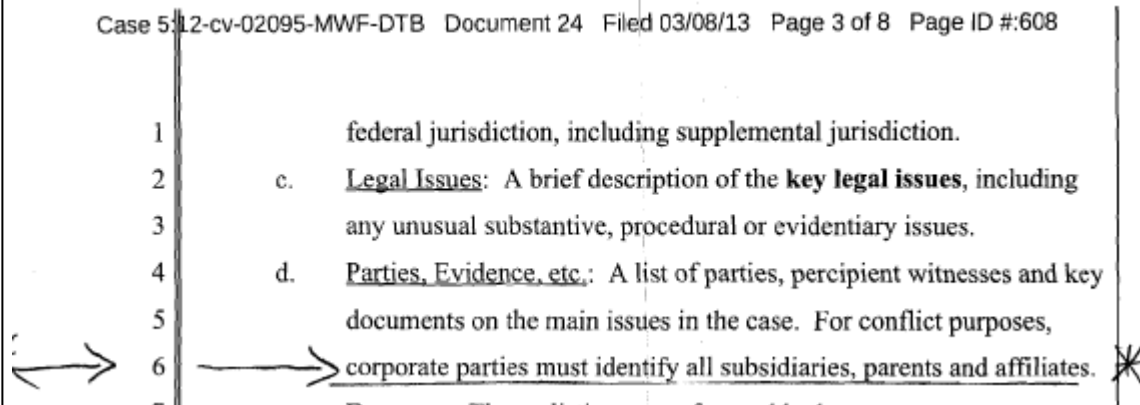 Case 5:12-cv-02095-MWF-DTB Document 24 Filed 03/08/13 Page 3 of 8 Page ID #:608
1 federal jurisdiction, including supplemental jurisdiction.
2 c. Legal Issues: A brief description of the key legal issues, including
3 any unusual substantive, procedural or evidentiary issues.
4 d. Parties, Evidence, etc.: A list of parties, percipient witnesses and key
5 documents on the main issues in the case. For conflict purposes,
6 corporate parties must identify all subsidiaries, parents and affiliates.